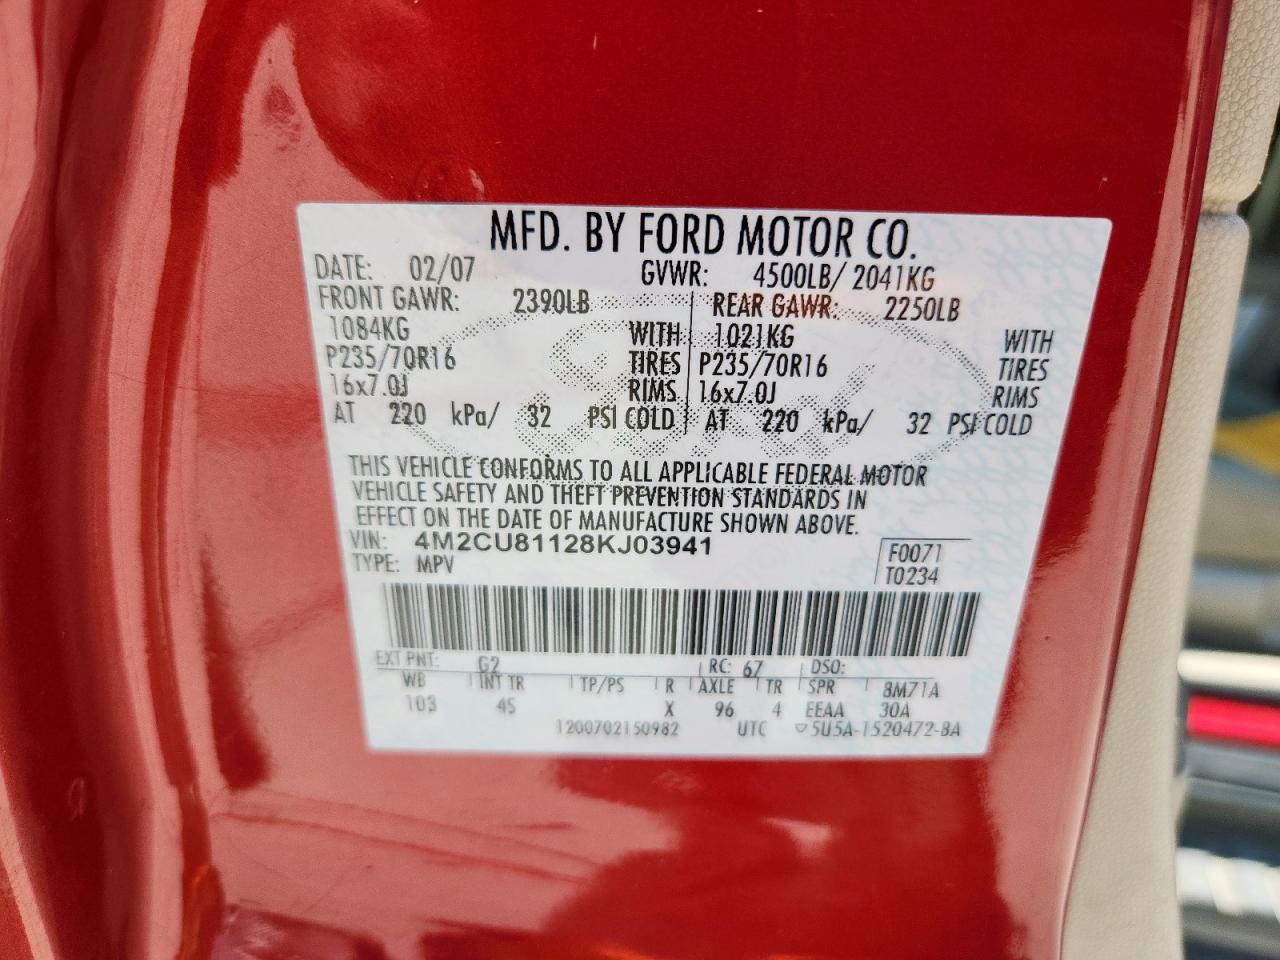 MFD. BY FORD MOTOR CO.
DATE: 02/07 GVWR: 4500LB/ 2041KG
FRONT GAWR: 2390LB REAR GAWR: 2250LB
1084KG WITH 1021KG WITH
P235/70R16 TIRES P235/70R16 TIRES
16x7.0J RIMS 16x7.0J RIMS
AT 220 kPa/ 32 PSI COLD AT 220 kPa/ 32 PSI COLD
THIS VEHICLE CONFORMS TO ALL APPLICABLE FEDERAL MOTOR
VEHICLE SAFETY AND THEFT PREVENTION STANDARDS IN
EFFECT ON THE DATE OF MANUFACTURE SHOWN ABOVE.
VIN: 4M2CU81128KJ03941 F0071
TYPE: MPV T0234
EXT PNT: G2 RC: 67 DSO:
WB INT TR TP/PS R AXLE TR SPR 8M71A
103 45 X 96 4 EEAA 30A
1200702150982 UTC 5U5A-1520472-BA